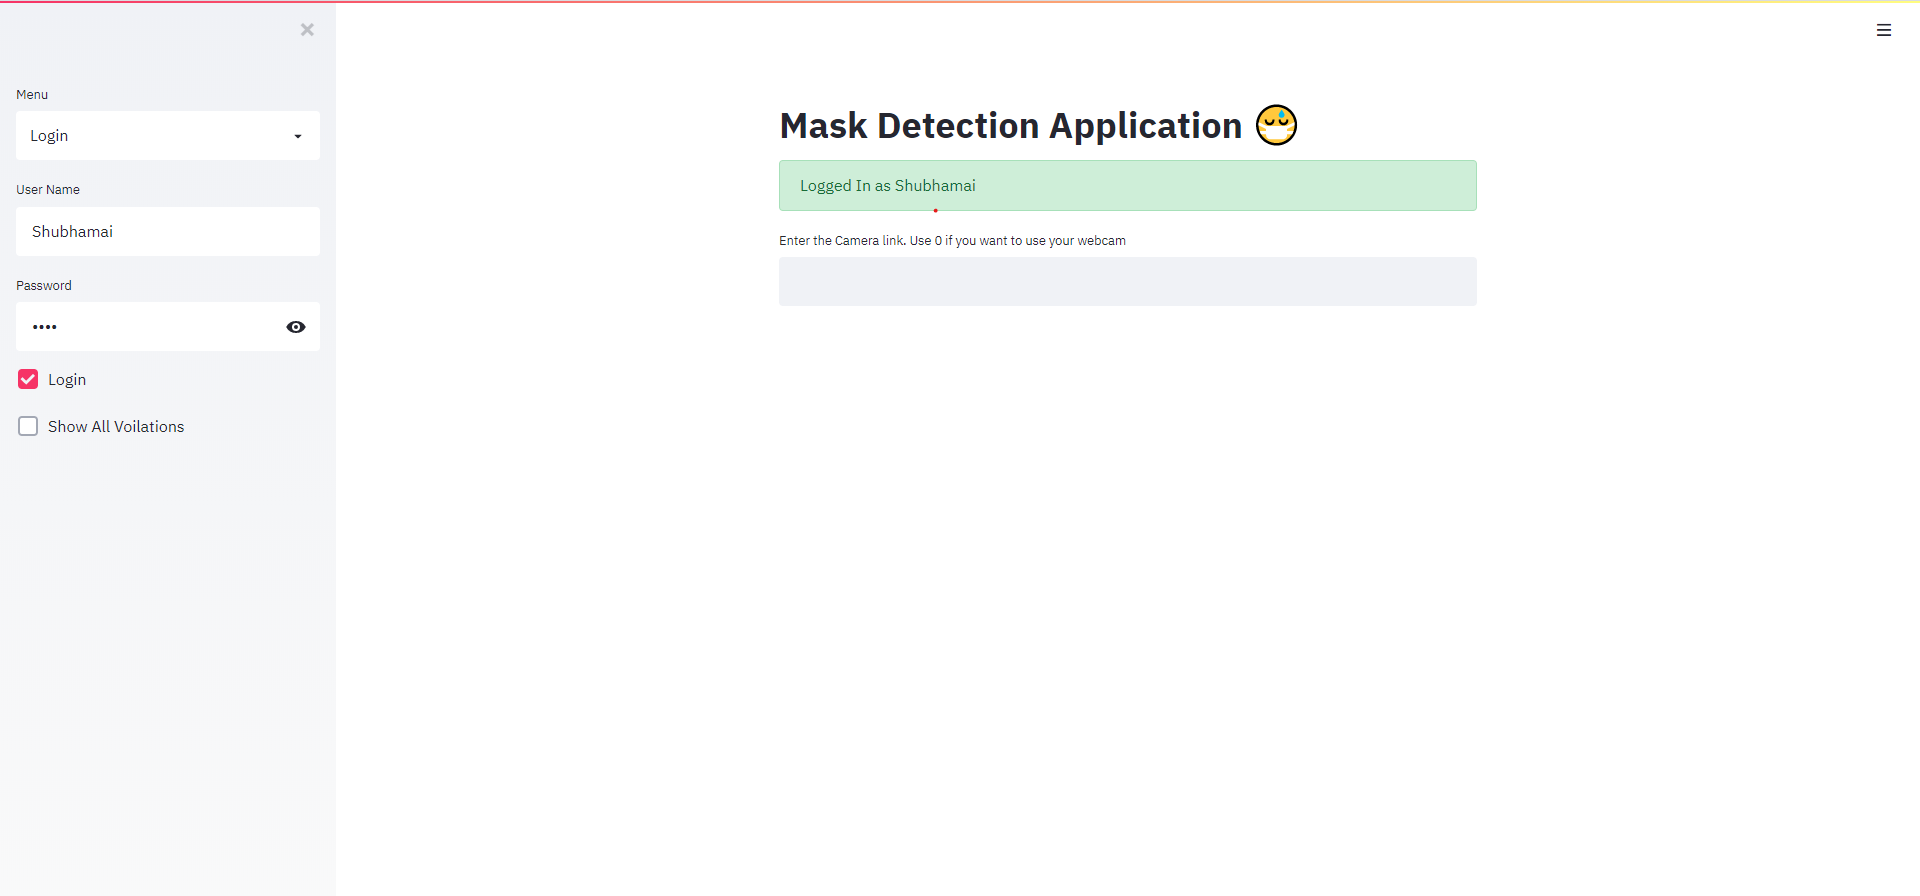 Menu
Login
User Name
Shubhamai
Password
••••
Login
Show All Voilations
Mask Detection Application
Logged In as Shubhamai
Enter the Camera link. Use 0 if you want to use your webcam